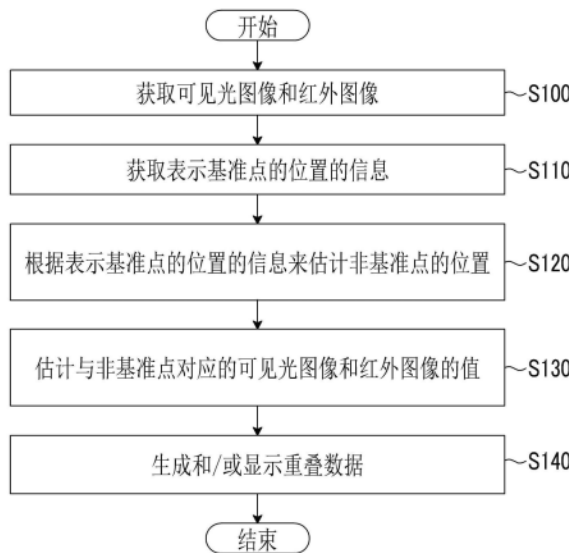 开始
获取可见光图像和红外图像
S100
获取表示基准点的位置的信息
S110
根据表示基准点的位置的信息来估计非基准点的位置
S120
估计与非基准点对应的可见光图像和红外图像的值
S130
生成和/或显示重叠数据
S140
结束